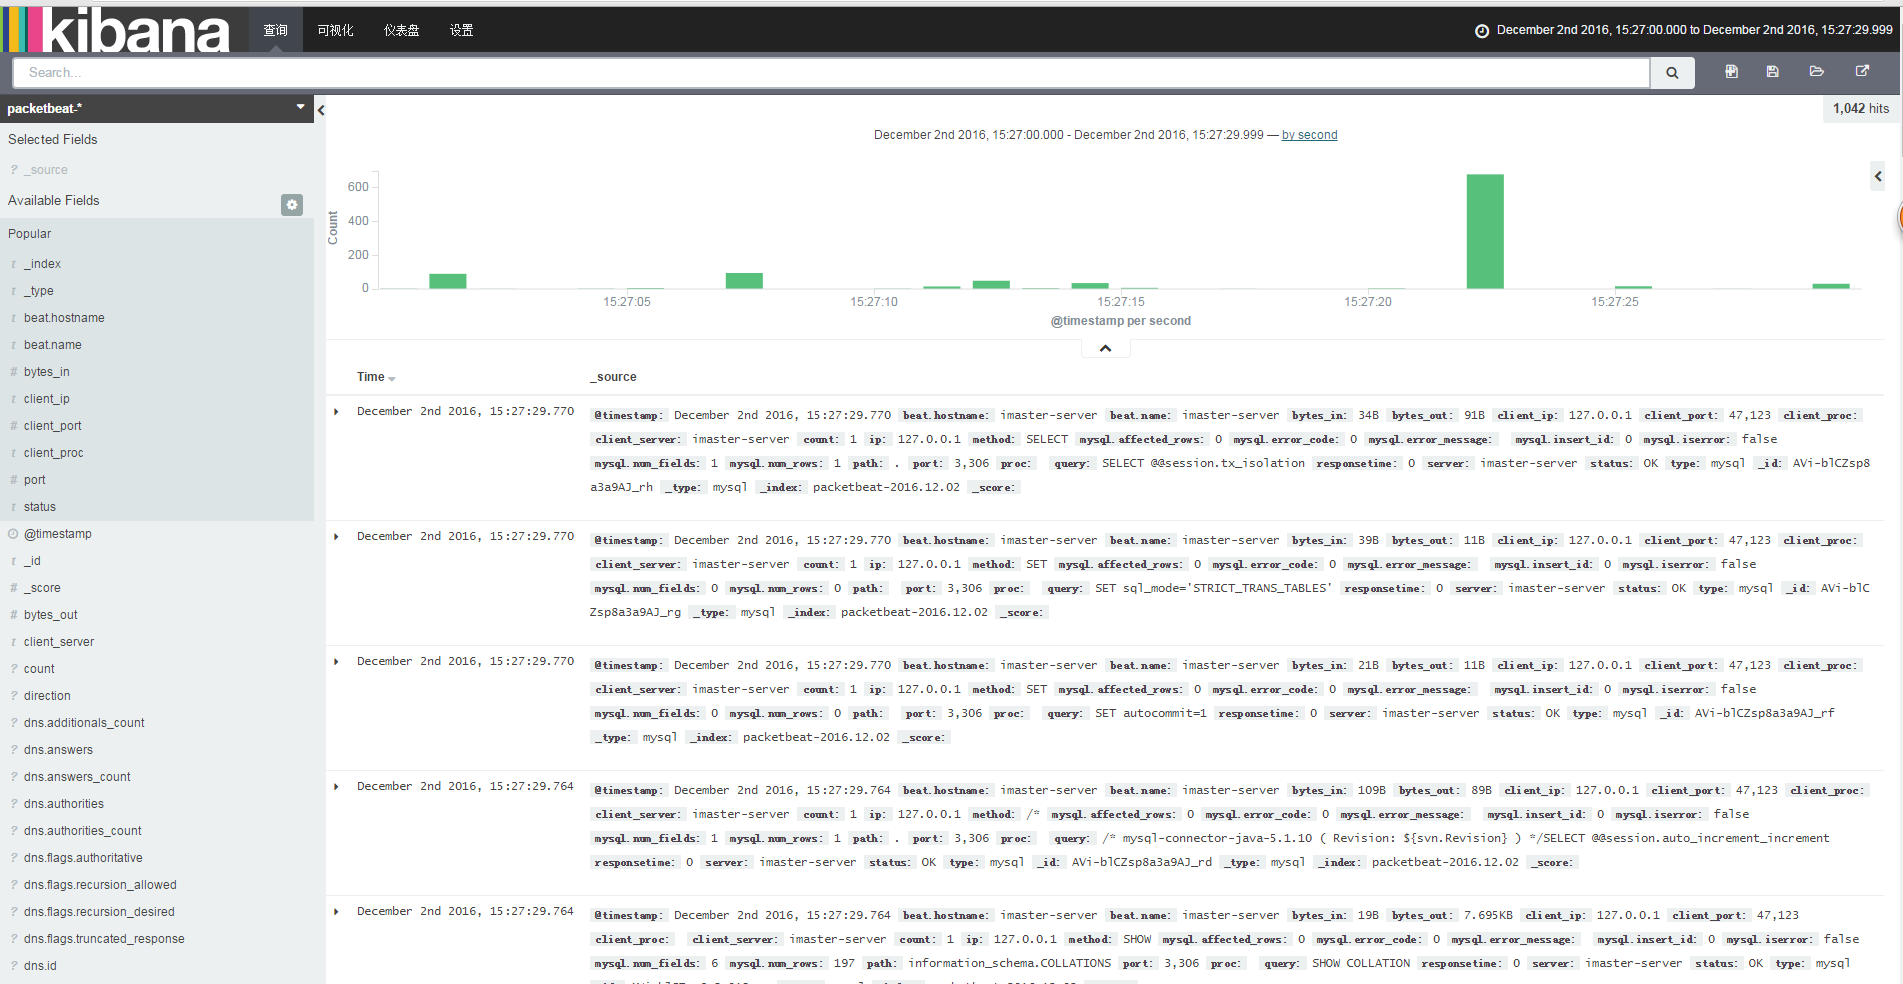 kibana 查询 可视化 仪表盘 设置 December 2nd 2016, 15:27:00.000 to December 2nd 2016, 15:27:29.999
Search...
packetbeat-*
1,042 hits
Selected Fields
? _source
Available Fields
Popular
t _index
t _type
t beat.hostname
t beat.name
# bytes_in
t client_ip
# client_port
t client_proc
# port
t status
@timestamp
t _id
# _score
# bytes_out
t client_server
? count
? direction
? dns.additionals_count
? dns.answers
? dns.answers_count
? dns.authorities
? dns.authorities_count
? dns.flags.authoritative
? dns.flags.recursion_allowed
? dns.flags.recursion_desired
? dns.flags.truncated_response
? dns.id
December 2nd 2016, 15:27:00.000 - December 2nd 2016, 15:27:29.999 — by second
Count
600
400
200
0
15:27:05 15:27:10 15:27:15 15:27:20 15:27:25
@timestamp per second
Time _source
December 2nd 2016, 15:27:29.770 @timestamp: December 2nd 2016, 15:27:29.770 beat.hostname: imaster-server beat.name: imaster-server bytes_in: 34B bytes_out: 91B client_ip: 127.0.0.1 client_port: 47,123 client_proc:
client_server: imaster-server count: 1 ip: 127.0.0.1 method: SELECT mysql.affected_rows: 0 mysql.error_code: 0 mysql.error_message: mysql.insert_id: 0 mysql.iserror: false
mysql.num_fields: 1 mysql.num_rows: 1 path: . port: 3,306 proc: query: SELECT @@session.tx_isolation responsetime: 0 server: imaster-server status: OK type: mysql _id: AVi-blCZsp8
a3a9AJ_rh _type: mysql _index: packetbeat-2016.12.02 _score:
December 2nd 2016, 15:27:29.770 @timestamp: December 2nd 2016, 15:27:29.770 beat.hostname: imaster-server beat.name: imaster-server bytes_in: 39B bytes_out: 11B client_ip: 127.0.0.1 client_port: 47,123 client_proc:
client_server: imaster-server count: 1 ip: 127.0.0.1 method: SET mysql.affected_rows: 0 mysql.error_code: 0 mysql.error_message: mysql.insert_id: 0 mysql.iserror: false
mysql.num_fields: 0 mysql.num_rows: 0 path: port: 3,306 proc: query: SET sql_mode='STRICT_TRANS_TABLES' responsetime: 0 server: imaster-server status: OK type: mysql _id: AVi-blC
Zsp8a3a9AJ_rg _type: mysql _index: packetbeat-2016.12.02 _score:
December 2nd 2016, 15:27:29.770 @timestamp: December 2nd 2016, 15:27:29.770 beat.hostname: imaster-server beat.name: imaster-server bytes_in: 21B bytes_out: 11B client_ip: 127.0.0.1 client_port: 47,123 client_proc:
client_server: imaster-server count: 1 ip: 127.0.0.1 method: SET mysql.affected_rows: 0 mysql.error_code: 0 mysql.error_message: mysql.insert_id: 0 mysql.iserror: false
mysql.num_fields: 0 mysql.num_rows: 0 path: port: 3,306 proc: query: SET autocommit=1 responsetime: 0 server: imaster-server status: OK type: mysql _id: AVi-blCZsp8a3a9AJ_rf
_type: mysql _index: packetbeat-2016.12.02 _score:
December 2nd 2016, 15:27:29.764 @timestamp: December 2nd 2016, 15:27:29.764 beat.hostname: imaster-server beat.name: imaster-server bytes_in: 109B bytes_out: 89B client_ip: 127.0.0.1 client_port: 47,123 client_proc:
client_server: imaster-server count: 1 ip: 127.0.0.1 method: /* mysql.affected_rows: 0 mysql.error_code: 0 mysql.error_message: mysql.insert_id: 0 mysql.iserror: false
mysql.num_fields: 1 mysql.num_rows: 1 path: . port: 3,306 proc: query: /* mysql-connector-java-5.1.10 ( Revision: ${svn.Revision} ) */SELECT @@session.auto_increment_increment
responsetime: 0 server: imaster-server status: OK type: mysql _id: AVi-blCZsp8a3a9AJ_rd _type: mysql _index: packetbeat-2016.12.02 _score:
December 2nd 2016, 15:27:29.764 @timestamp: December 2nd 2016, 15:27:29.764 beat.hostname: imaster-server beat.name: imaster-server bytes_in: 19B bytes_out: 7.695KB client_ip: 127.0.0.1 client_port: 47,123
client_proc: client_server: imaster-server count: 1 ip: 127.0.0.1 method: SHOW mysql.affected_rows: 0 mysql.error_code: 0 mysql.error_message: mysql.insert_id: 0 mysql.iserror: false
mysql.num_fields: 6 mysql.num_rows: 197 path: information_schema.COLLATIONS port: 3,306 proc: query: SHOW COLLATION responsetime: 0 server: imaster-server status: OK type: mysql